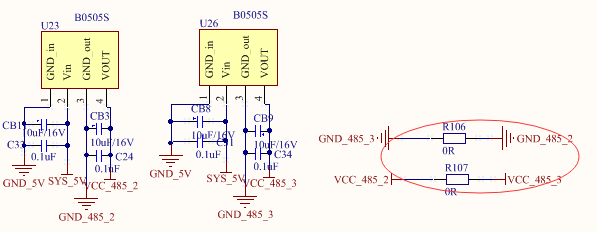 U23
B0505S
GND_in
Vin
GND_out
VOUT
1
2
3
4
CB1
10uF/16V
C33
0.1uF
CB3
10uF/16V
C24
0.1uF
GND_5V
SYS_5V
VCC_485_2
GND_485_2
U26
B0505S
GND_in
Vin
GND_out
VOUT
1
2
3
4
CB8
10uF/16V
0.1uF
CB9
10uF/16V
C34
0.1uF
GND_5V
SYS_5V
VCC_485_3
GND_485_3
GND_485_3
R106
0R
GND_485_2
VCC_485_2
R107
0R
VCC_485_3